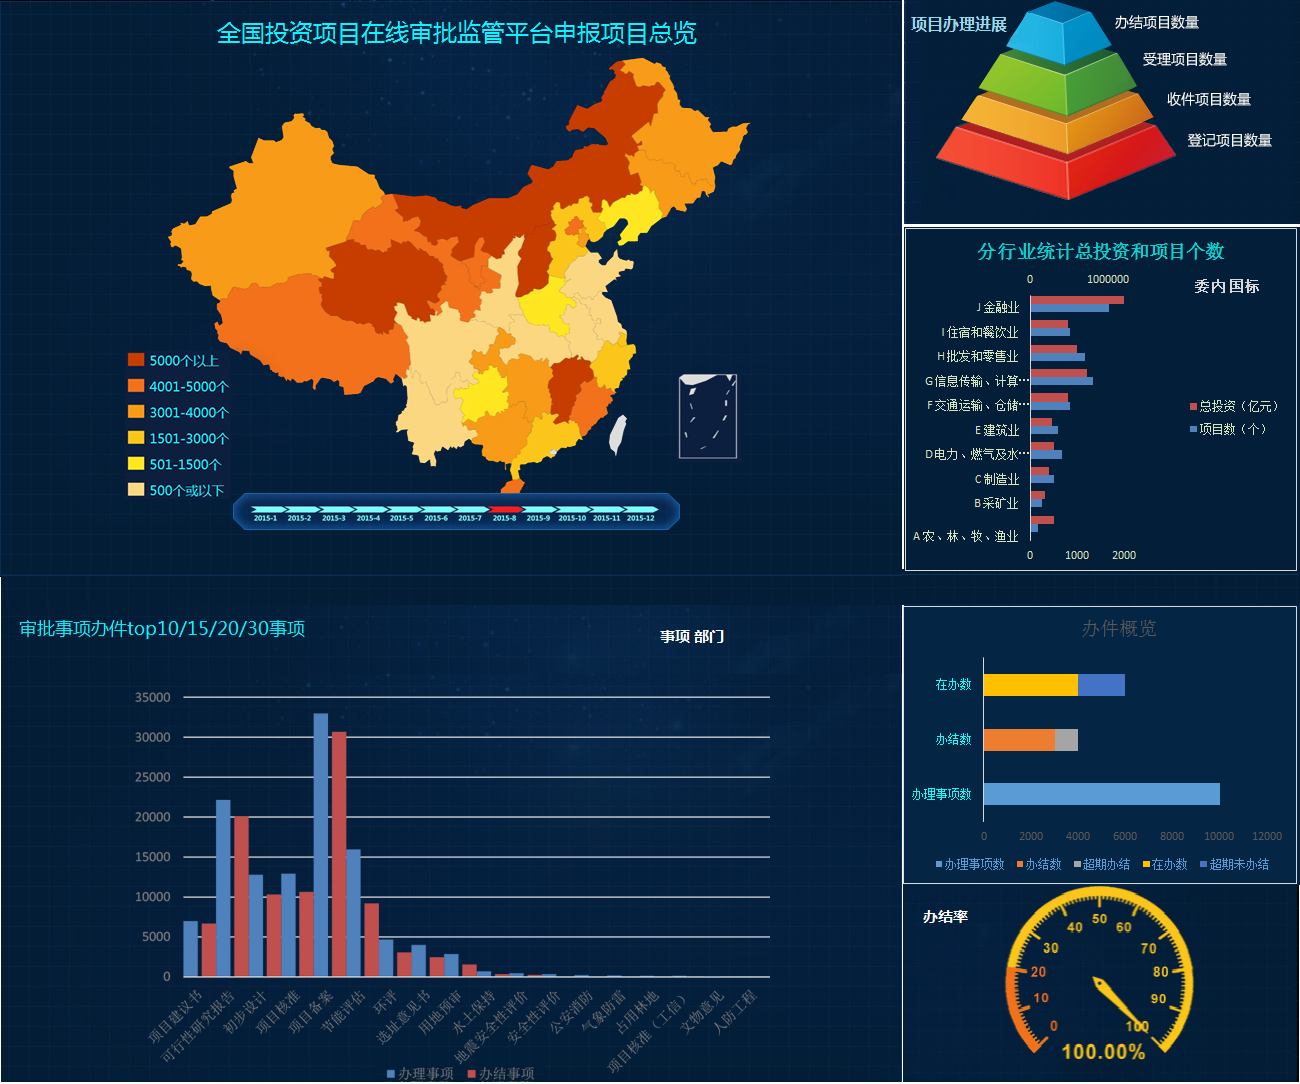 全国投资项目在线审批监管平台申报项目总览
5000个以上
4001-5000个
3001-4000个
1501-3000个
501-1500个
500个或以下
2015-1 2015-2 2015-3 2015-4 2015-5 2015-6 2015-7 2015-8 2015-9 2015-10 2015-11 2015-12
项目办理进展
办结项目数量
受理项目数量
收件项目数量
登记项目数量
分行业统计总投资和项目个数
委内 国标
0 1000000
J 金融业
I 住宿和餐饮业
H 批发和零售业
G 信息传输、计算…
F 交通运输、仓储…
E 建筑业
D 电力、燃气及水…
C 制造业
B 采矿业
A 农、林、牧、渔业
0 1000 2000
总投资（亿元）
项目数（个）
审批事项办件top10/15/20/30事项
事项 部门
35000
30000
25000
20000
15000
10000
5000
0
项目建议书
可行性研究报告
初步设计
项目核准
项目备案
节能评估
环评
选址意见书
用地预审
水土保持
地震安全性评价
安全性评价
公安消防
气象防雷
占用林地
项目核准（工信）
文物意见
人防工程
办理事项 办结事项
办件概览
在办数
办结数
办理事项数
0 2000 4000 6000 8000 10000 12000
办理事项数 办结数 超期办结 在办数 超期未办结
办结率
0
10
20
30
40
50
60
70
80
90
100
100.00%